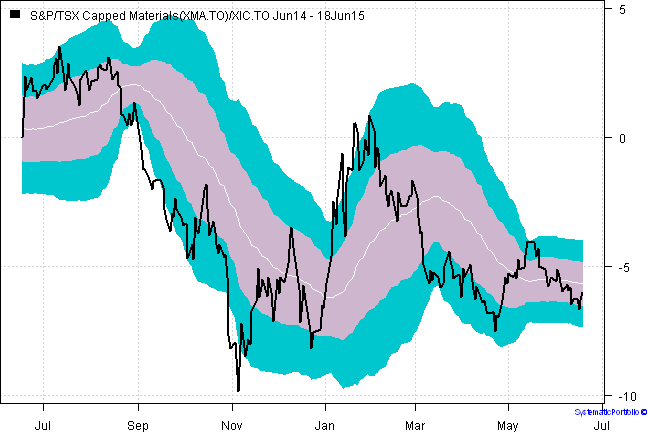 S&P/TSX Capped Materials(XMA.TO)/XIC.TO Jun14 - 18Jun15
5
0
-5
-10
SystematicPortfolio ©
Jul Sep Nov Jan Mar May Jul